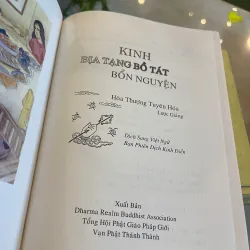 KINH
ĐỊA TẠNG BỒ TÁT
BỔN NGUYỆN
Hòa Thượng Tuyên Hóa
Lược Giảng
Dịch Sang Việt Ngữ
Ban Phiên Dịch Kinh Điển
Xuất Bản
Dharma Realm Buddhist Association
Tổng Hội Phật Giáo Pháp Giới
Vạn Phật Thánh Thành